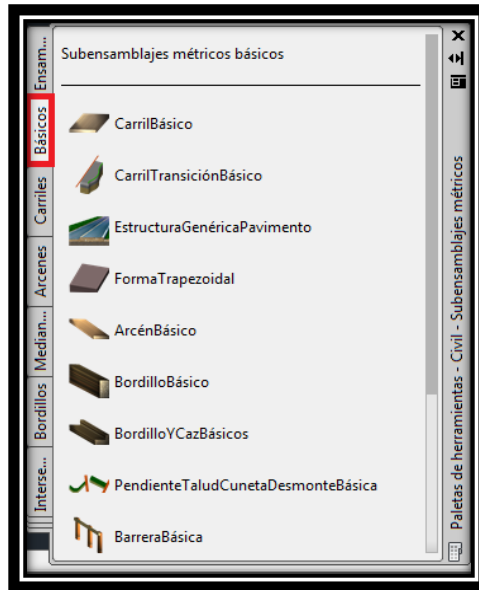 Ensam...
Básicos
Carriles
Arcenes
Median...
Bordillos
Interse...
Subensamblajes métricos básicos
CarrilBásico
CarrilTransiciónBásico
EstructuraGenéricaPavimento
FormaTrapezoidal
ArcénBásico
BordilloBásico
BordilloYCazBásicos
PendienteTaludCunetaDesmonteBásica
BarreraBásica
Paletas de herramientas - Civil - Subensamblajes métricos